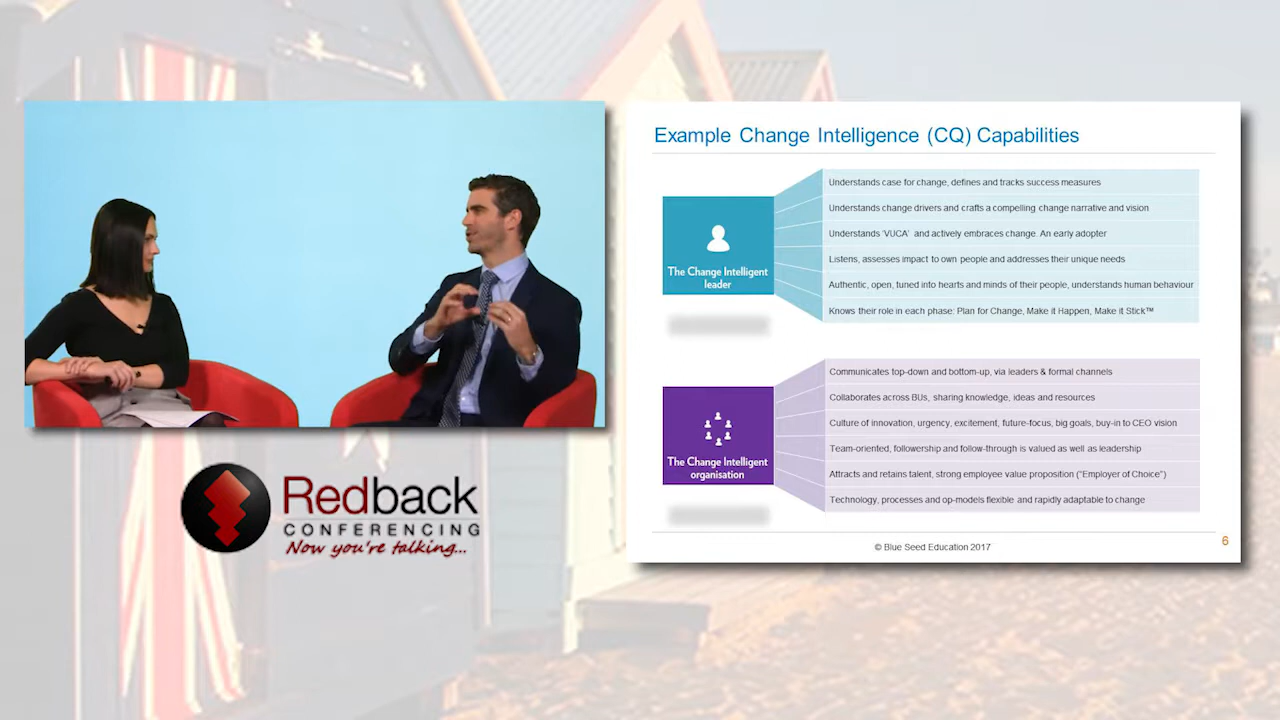 Example Change Intelligence (CQ) Capabilities
Understands case for change, defines and tracks success measures
Understands change drivers and crafts a compelling change narrative and vision
Understands ‘VUCA’ and actively embraces change. An early adopter
Listens, assesses impact to own people and addresses their unique needs
Authentic, open, tuned into hearts and minds of their people, understands human behaviour
Knows their role in each phase: Plan for Change, Make it Happen, Make it Stick™
The Change Intelligent
leader
Communicates top-down and bottom-up, via leaders & formal channels
Collaborates across BUs, sharing knowledge, ideas and resources
Culture of innovation, urgency, excitement, future-focus, big goals, buy-in to CEO vision
Team-oriented, followership and follow-through is valued as well as leadership
Attracts and retains talent, strong employee value proposition (“Employer of Choice”)
Technology, processes and op-models flexible and rapidly adaptable to change
The Change Intelligent
organisation
© Blue Seed Education 2017
6
Redback
CONFERENCING
Now you're talking...